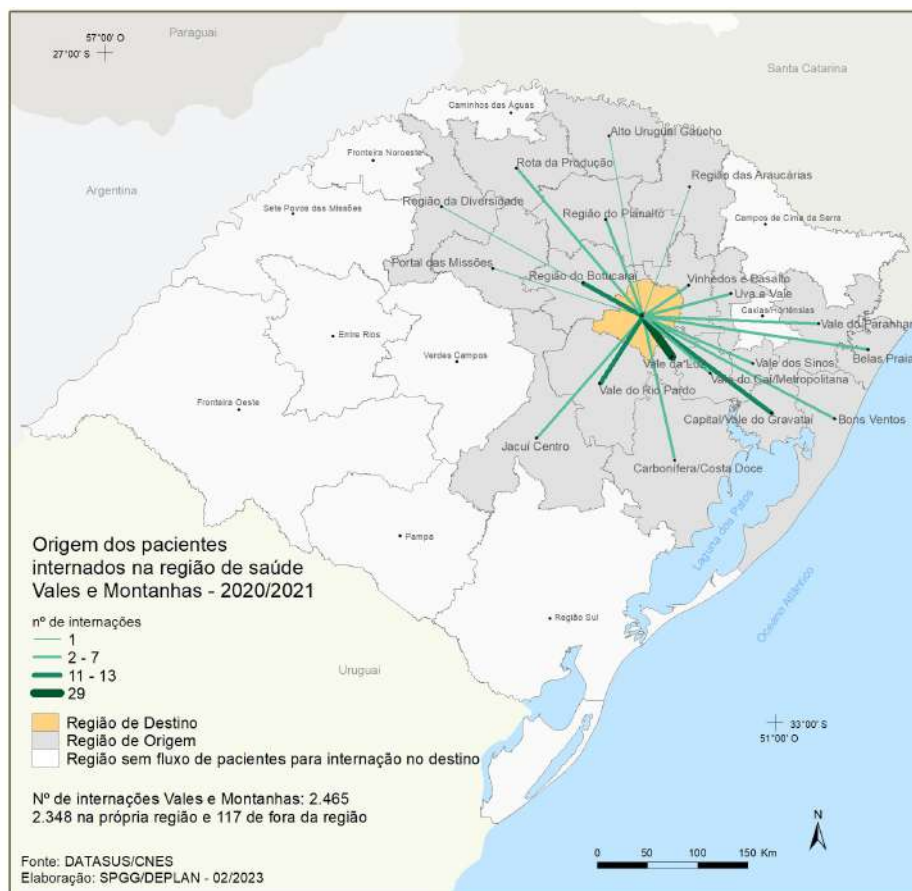 Paraguai
57°00' O
27°00' S
Santa Catarina
Caminhos das Águas
Alto Uruguai Gaúcho
Fronteira Noroeste
Rota da Produção
Região das Araucárias
Argentina
Sete Povos das Missões
Região da Diversidade
Região do Planalto
Campos de Cima da Serra
Portal das Missões
Região do Botucaraí
Vinhedos e Basalto
Uva e Vale
Caxias/Hortênsias
Vale do Paranhana
Entre Rios
Verdes Campos
Belas Praias
Vale da Luz
Vale dos Sinos
Vale do Caí/Metropolitana
Vale do Rio Pardo
Fronteira Oeste
Capital/Vale do Gravataí
Bons Ventos
Jacuí Centro
Carbonífera/Costa Doce
Pampa
Laguna dos Patos
Oceano Atlântico
Região Sul
Uruguai
Origem dos pacientes
internados na região de saúde
Vales e Montanhas - 2020/2021
nº de internações
1
2 - 7
11 - 13
29
Região de Destino
Região de Origem
Região sem fluxo de pacientes para internação no destino
33°00' S
51°00' O
Nº de internações Vales e Montanhas: 2.465
2.348 na própria região e 117 de fora da região
N
0 50 100 150 Km
Fonte: DATASUS/CNES
Elaboração: SPGG/DEPLAN - 02/2023